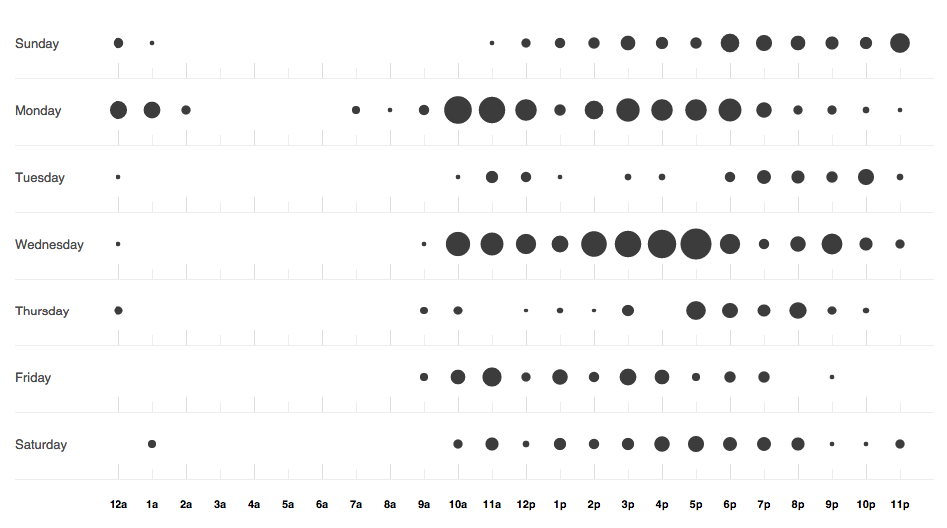 Sunday
Monday
Tuesday
Wednesday
Thursday
Friday
Saturday
12a 1a 2a 3a 4a 5a 6a 7a 8a 9a 10a 11a 12p 1p 2p 3p 4p 5p 6p 7p 8p 9p 10p 11p